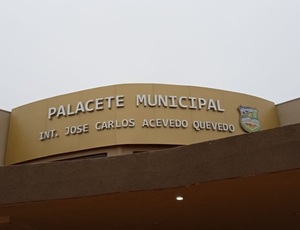 PALACETE MUNICIPAL
INT. JOSE CARLOS ACEVEDO QUEVEDO